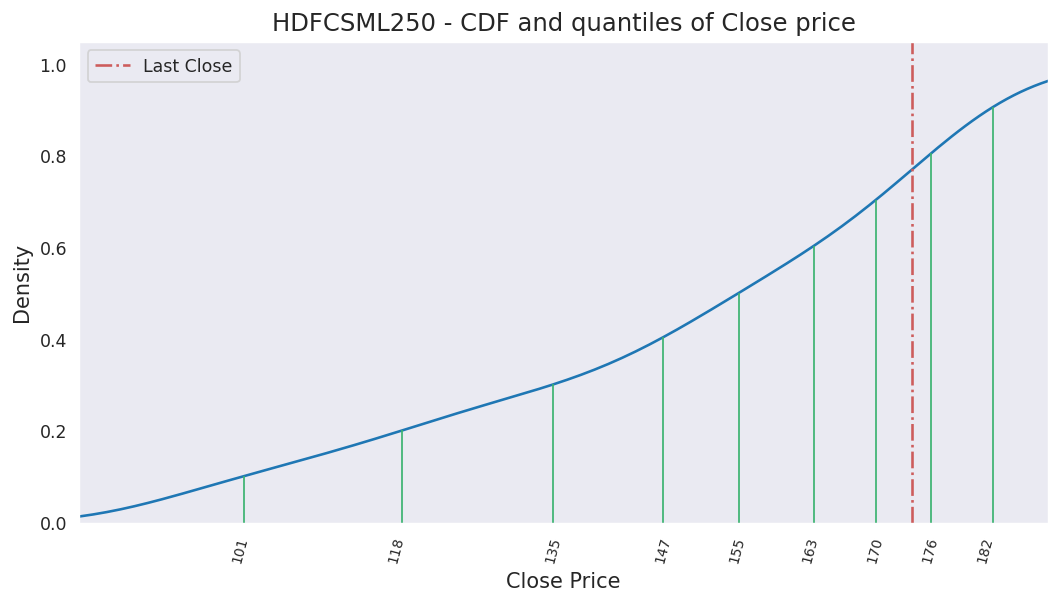 HDFCSML250 - CDF and quantiles of Close price
Last Close
Density
1.0
0.8
0.6
0.4
0.2
0.0
101 118 135 147 155 163 170 176 182
Close Price